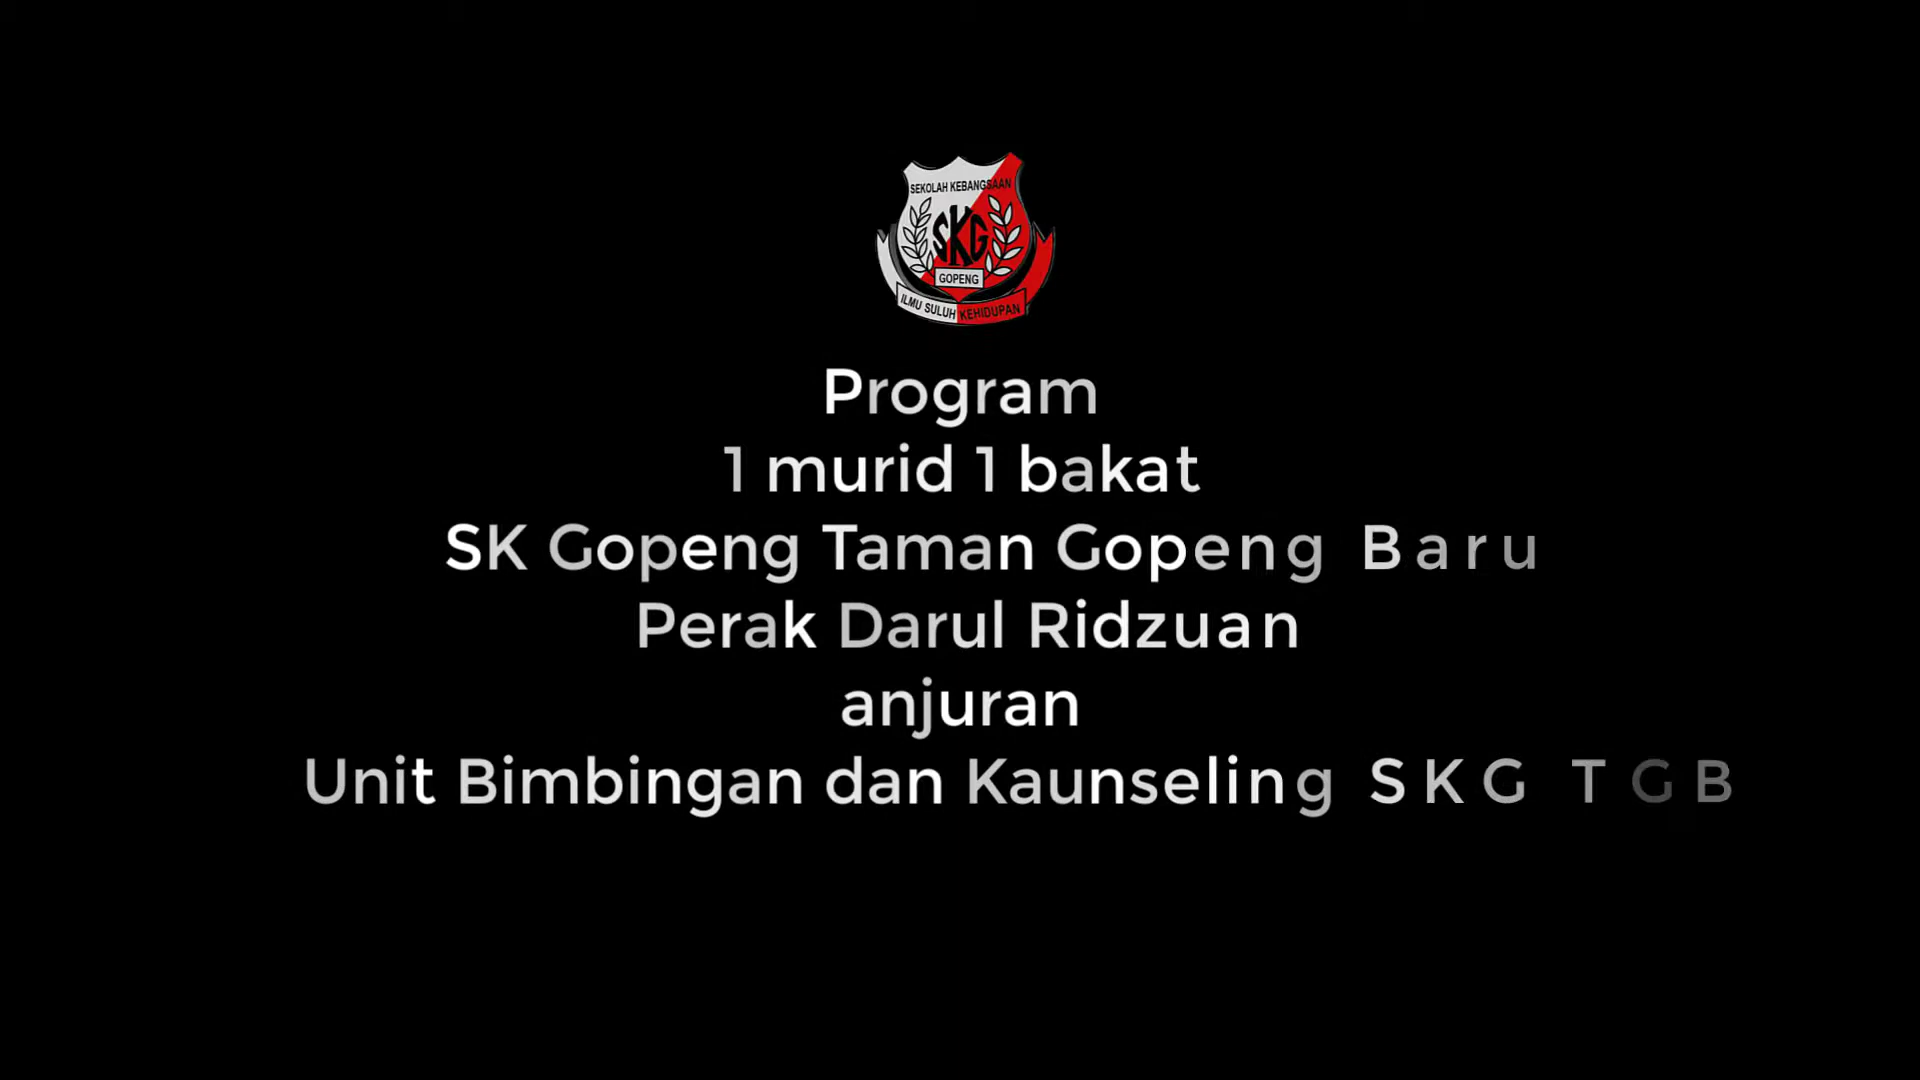 SEKOLAH KEBANGSAAN
SKG
GOPENG
ILMU SULUH KEHIDUPAN
Program
1 murid 1 bakat
SK Gopeng Taman Gopeng Baru
Perak Darul Ridzuan
anjuran
Unit Bimbingan dan Kaunseling SKG TGB